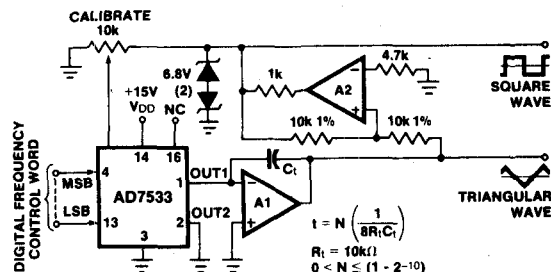 CALIBRATE
10k
6.8V
(2)
1k
A2
4.7k
SQUARE
WAVE
+15V
VDD
NC
10k 1%
10k 1%
DIGITAL FREQUENCY
CONTROL WORD
MSB
LSB
4
13
14
16
1
2
3
AD7533
OUT1
OUT2
Ct
A1
TRIANGULAR
WAVE
t = N (1/8RtCt)
Rt = 10kΩ
0 < N ≤ (1 - 2⁻¹⁰)